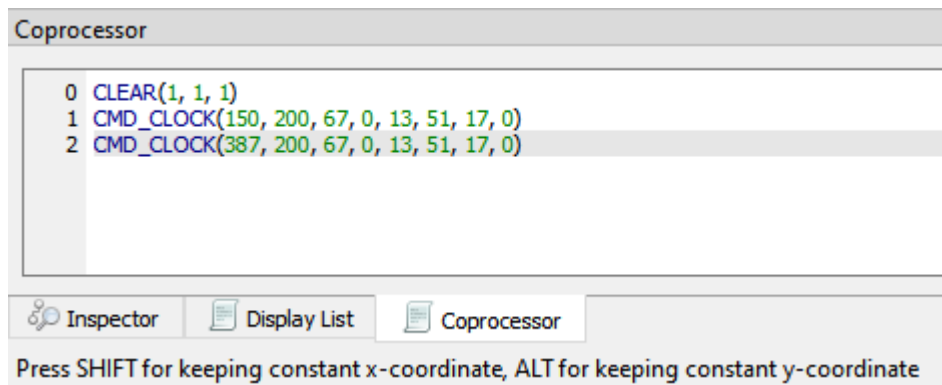 Coprocessor
0 CLEAR(1, 1, 1)
1 CMD_CLOCK(150, 200, 67, 0, 13, 51, 17, 0)
2 CMD_CLOCK(387, 200, 67, 0, 13, 51, 17, 0)
Inspector Display List Coprocessor
Press SHIFT for keeping constant x-coordinate, ALT for keeping constant y-coordinate